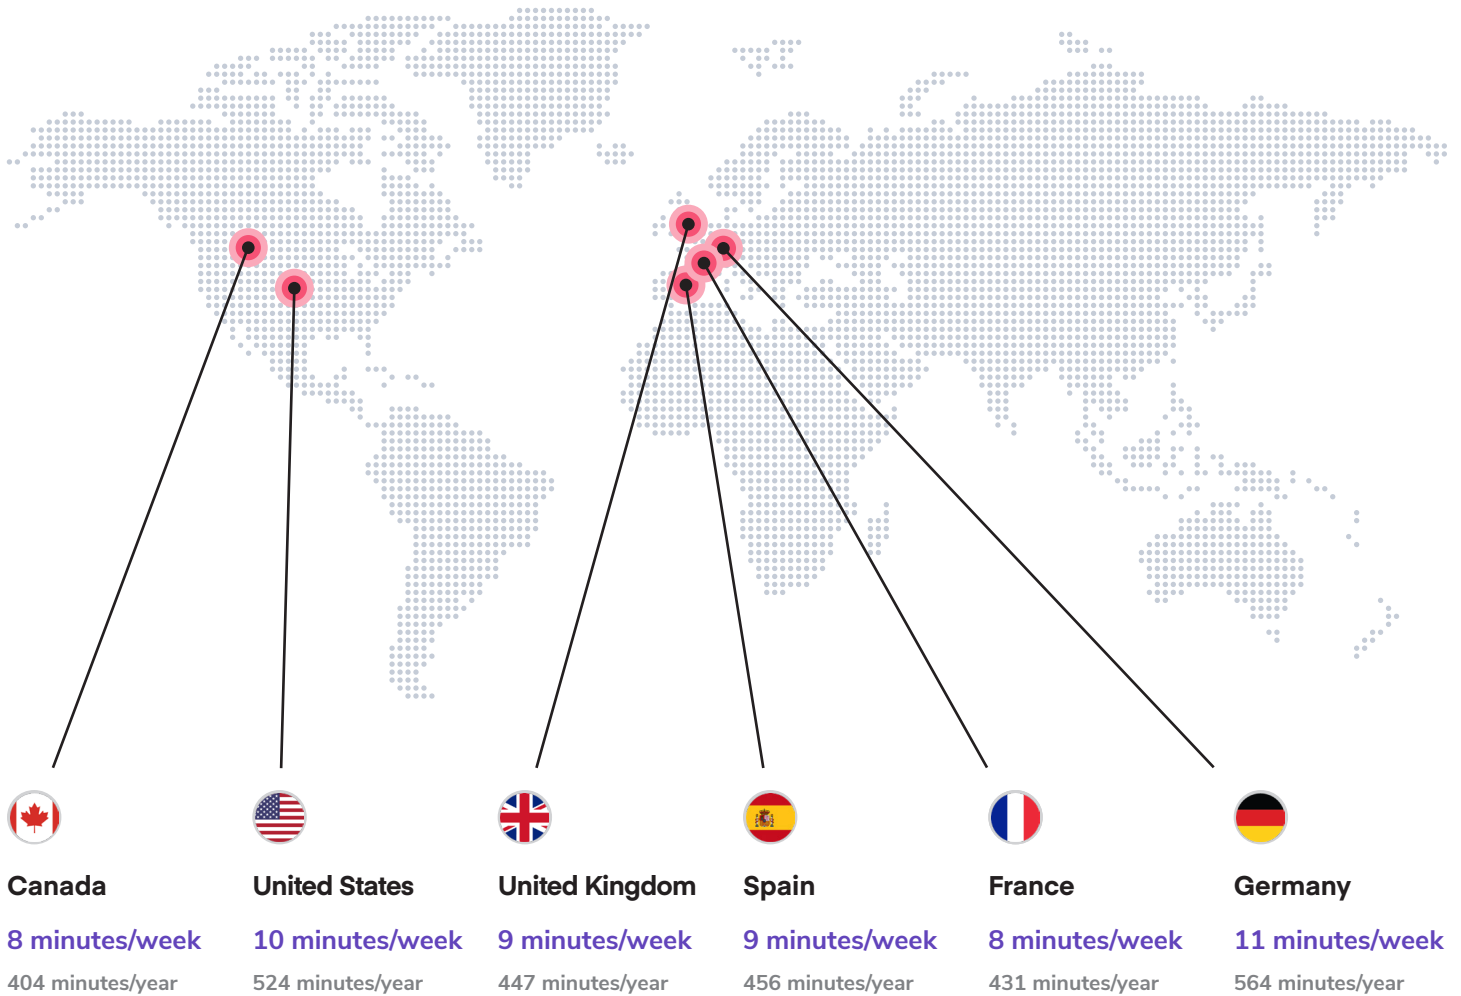 Canada
8 minutes/week
404 minutes/year
United States
10 minutes/week
524 minutes/year
United Kingdom
9 minutes/week
447 minutes/year
Spain
9 minutes/week
456 minutes/year
France
8 minutes/week
431 minutes/year
Germany
11 minutes/week
564 minutes/year